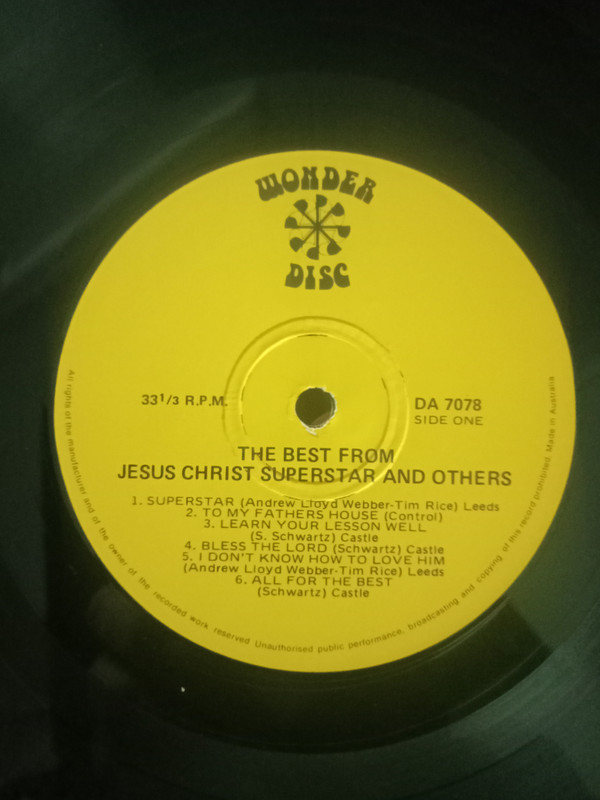 WONDER
DISC
33 1/3 R.P.M.
DA 7078
SIDE ONE
THE BEST FROM
JESUS CHRIST SUPERSTAR AND OTHERS
1. SUPERSTAR (Andrew Lloyd Webber-Tim Rice) Leeds
2. TO MY FATHERS HOUSE (Control)
3. LEARN YOUR LESSON WELL
(S. Schwartz) Castle
4. BLESS THE LORD (Schwartz) Castle
5. I DON'T KNOW HOW TO LOVE HIM
(Andrew Lloyd Webber-Tim Rice) Leeds
6. ALL FOR THE BEST
(Schwartz) Castle
All rights of the manufacturer and of the owner of the recorded work reserved Unauthorised public performance, broadcasting and copying of this record prohibited. Made in Australia